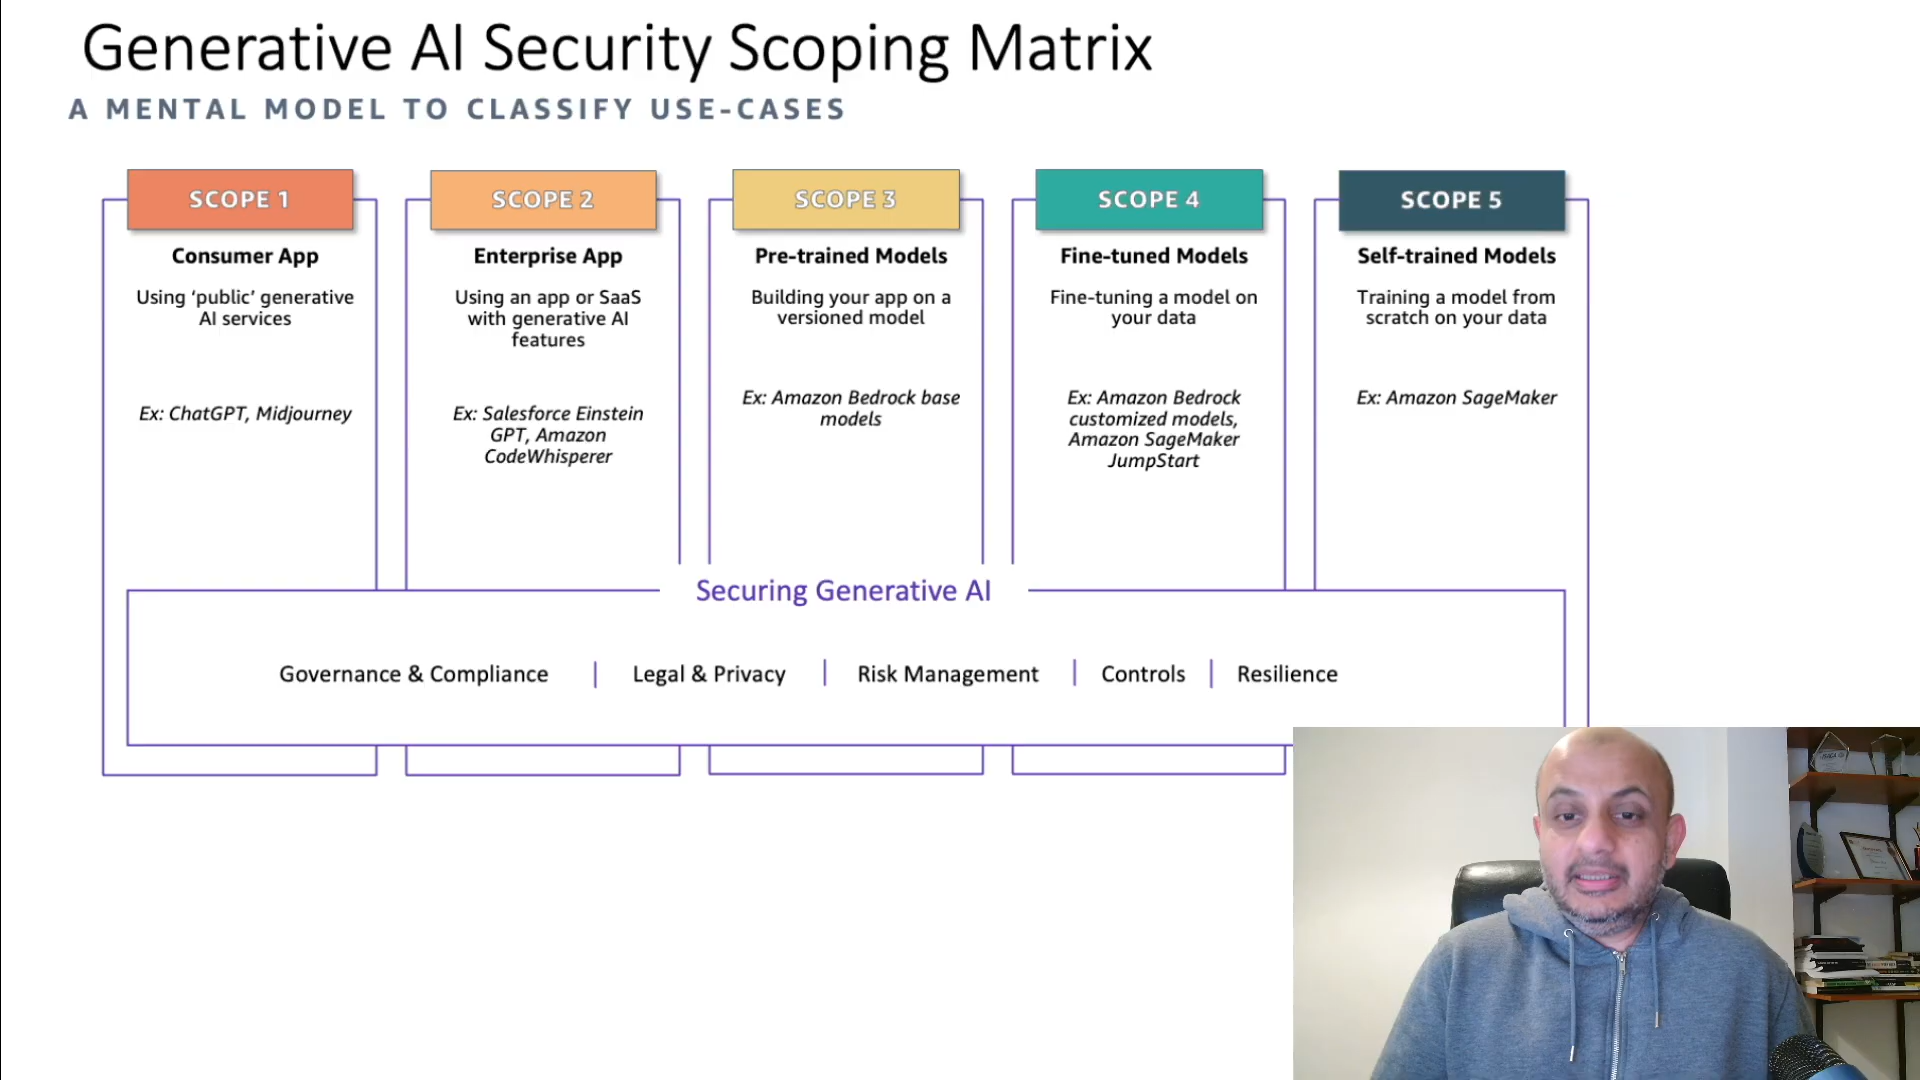 Generative AI Security Scoping Matrix
A MENTAL MODEL TO CLASSIFY USE-CASES
SCOPE 1
Consumer App
Using ‘public’ generative
AI services
Ex: ChatGPT, Midjourney
SCOPE 2
Enterprise App
Using an app or SaaS
with generative AI
features
Ex: Salesforce Einstein
GPT, Amazon
CodeWhisperer
SCOPE 3
Pre-trained Models
Building your app on a
versioned model
Ex: Amazon Bedrock base
models
SCOPE 4
Fine-tuned Models
Fine-tuning a model on
your data
Ex: Amazon Bedrock
customized models,
Amazon SageMaker
JumpStart
SCOPE 5
Self-trained Models
Training a model from
scratch on your data
Ex: Amazon SageMaker
Securing Generative AI
Governance & Compliance | Legal & Privacy | Risk Management | Controls | Resilience